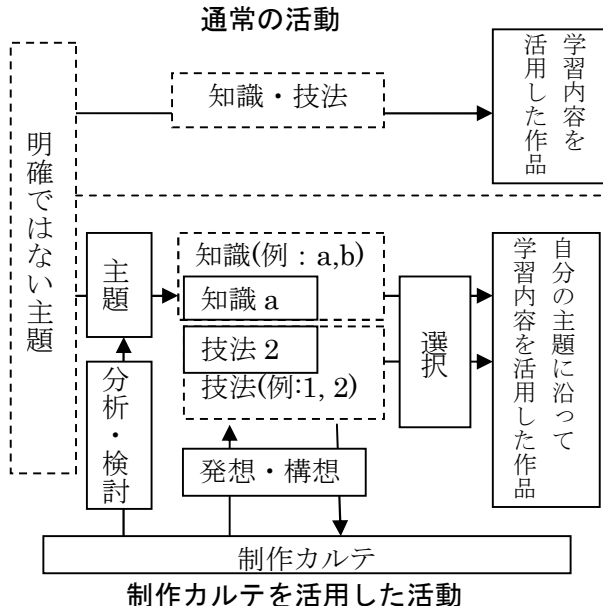 通常の活動
明確ではない主題
知識・技法
学習内容を
活用した作品
主題
知識(例：a,b)
知識 a
技法 2
技法(例:1, 2)
選択
自分の主題に沿って
学習内容を活用した作品
分析・検討
発想・構想
制作カルテ
制作カルテを活用した活動